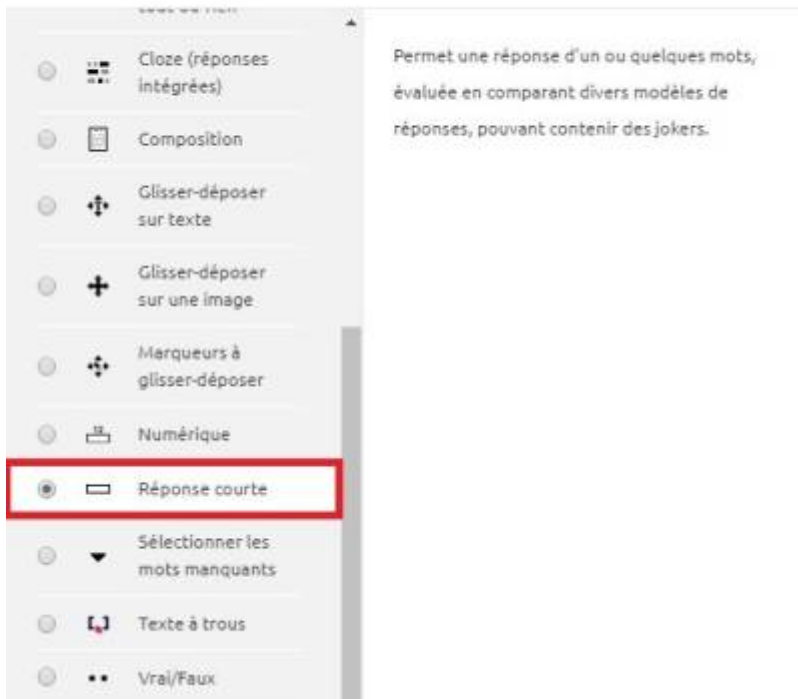 Cloze (réponses
intégrées)
Composition
Glisser-déposer
sur texte
Glisser-déposer
sur une image
Marqueurs à
glisser-déposer
Numérique
Réponse courte
Sélectionner les
mots manquants
Texte à trous
Vrai/Faux
Permet une réponse d'un ou quelques mots,
évaluée en comparant divers modèles de
réponses, pouvant contenir des jokers.